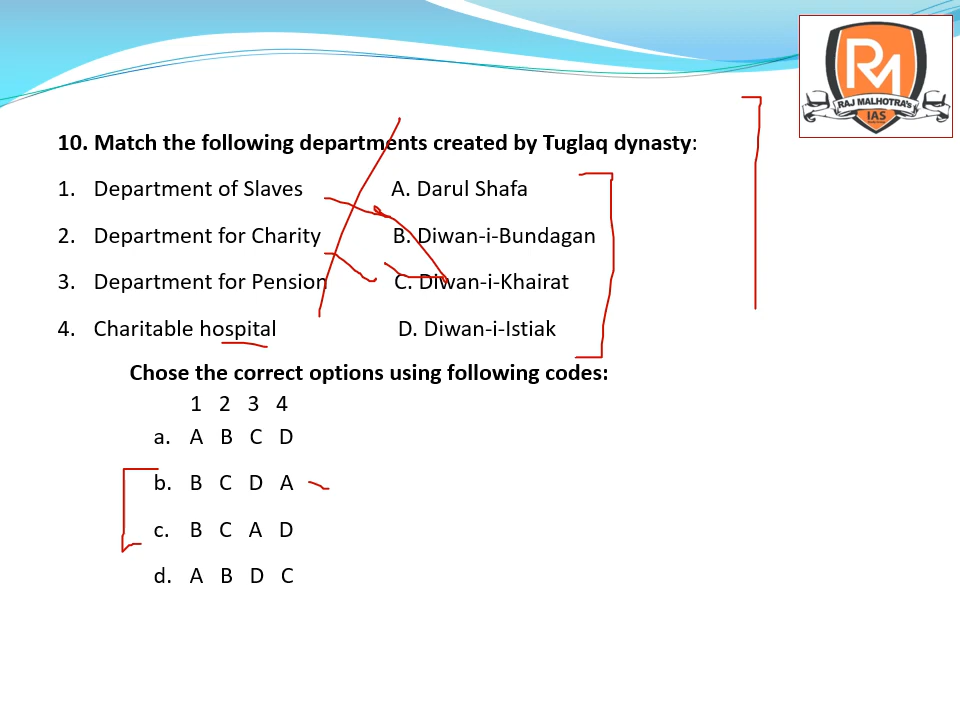 RM
RAJ MALHOTRA's
IAS
10. Match the following departments created by Tuglaq dynasty:
1. Department of Slaves A. Darul Shafa
2. Department for Charity B. Diwan-i-Bundagan
3. Department for Pension C. Diwan-i-Khairat
4. Charitable hospital D. Diwan-i-Istiak
Chose the correct options using following codes:
1 2 3 4
a. A B C D
b. B C D A
c. B C A D
d. A B D C